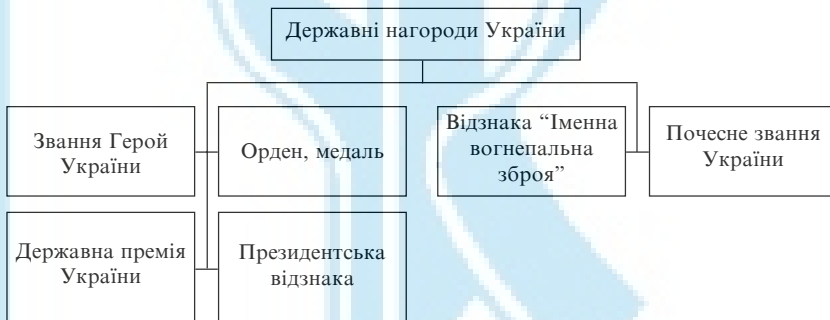 Державні нагороди України
Звання Герой
України
Орден, медаль
Відзнака “Іменна
вогнепальна
зброя”
Почесне звання
України
Державна премія
України
Президентська
відзнака